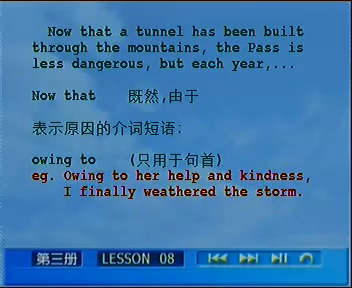 Now that a tunnel has been built
through the mountains, the Pass is
less dangerous, but each year,...
Now that 既然,由于
表示原因的介词短语:
owing to (只用于句首)
eg. Owing to her help and kindness,
I finally weathered the storm.
第三册 LESSON 08